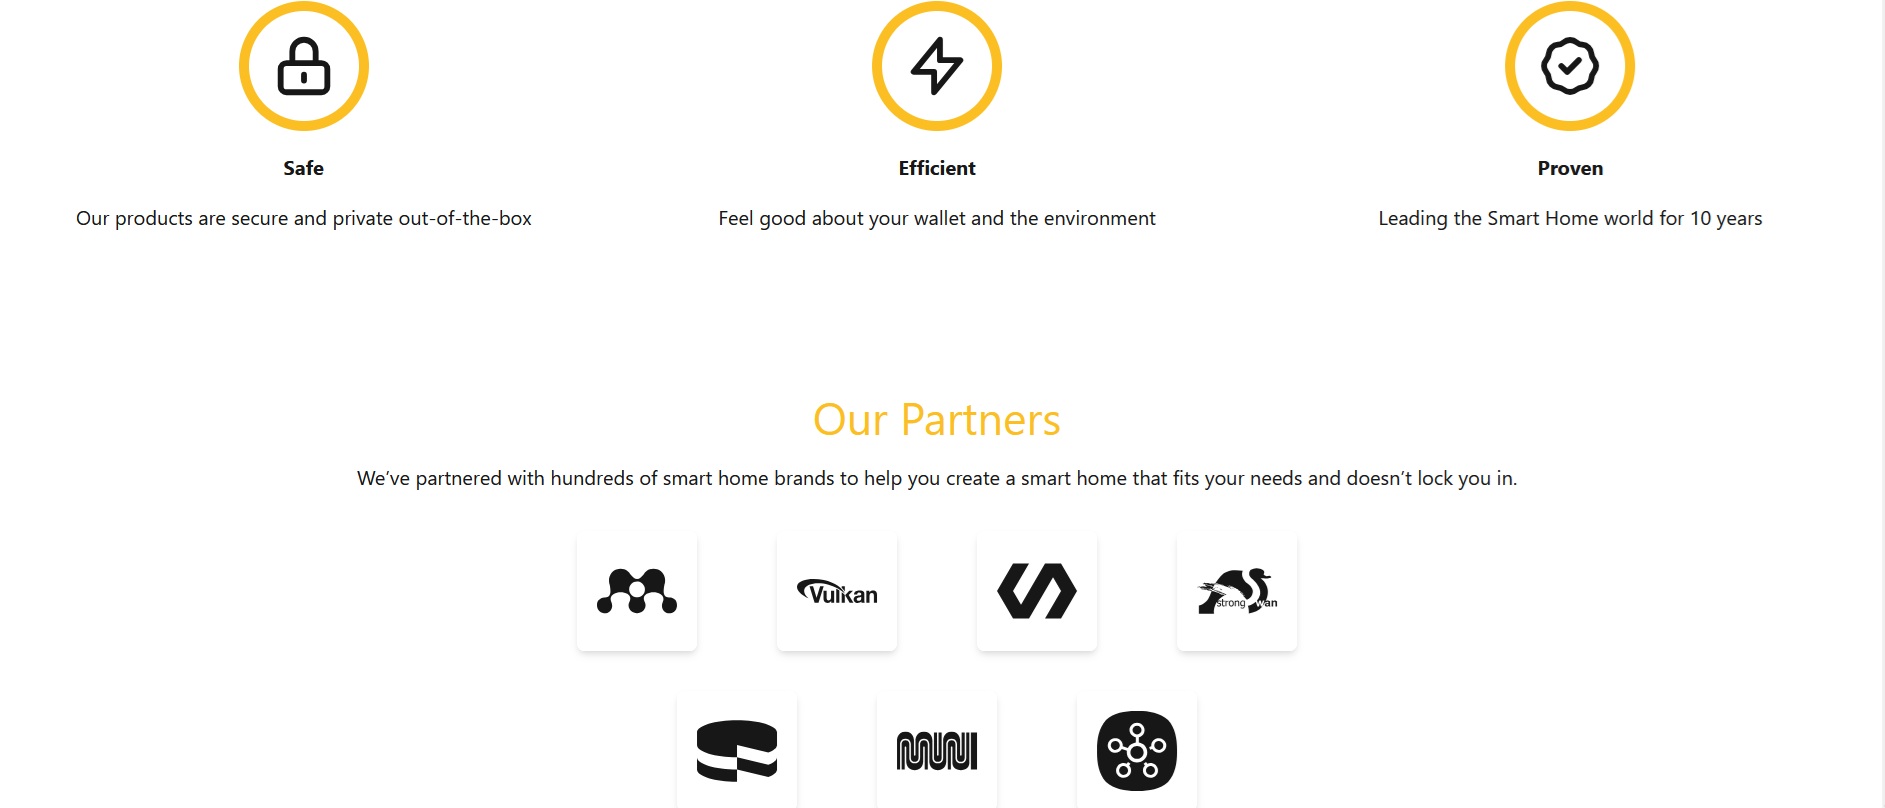 Safe
Efficient
Proven
Our products are secure and private out-of-the-box
Feel good about your wallet and the environment
Leading the Smart Home world for 10 years
Our Partners
We’ve partnered with hundreds of smart home brands to help you create a smart home that fits your needs and doesn’t lock you in.
Vulkan
strong wan